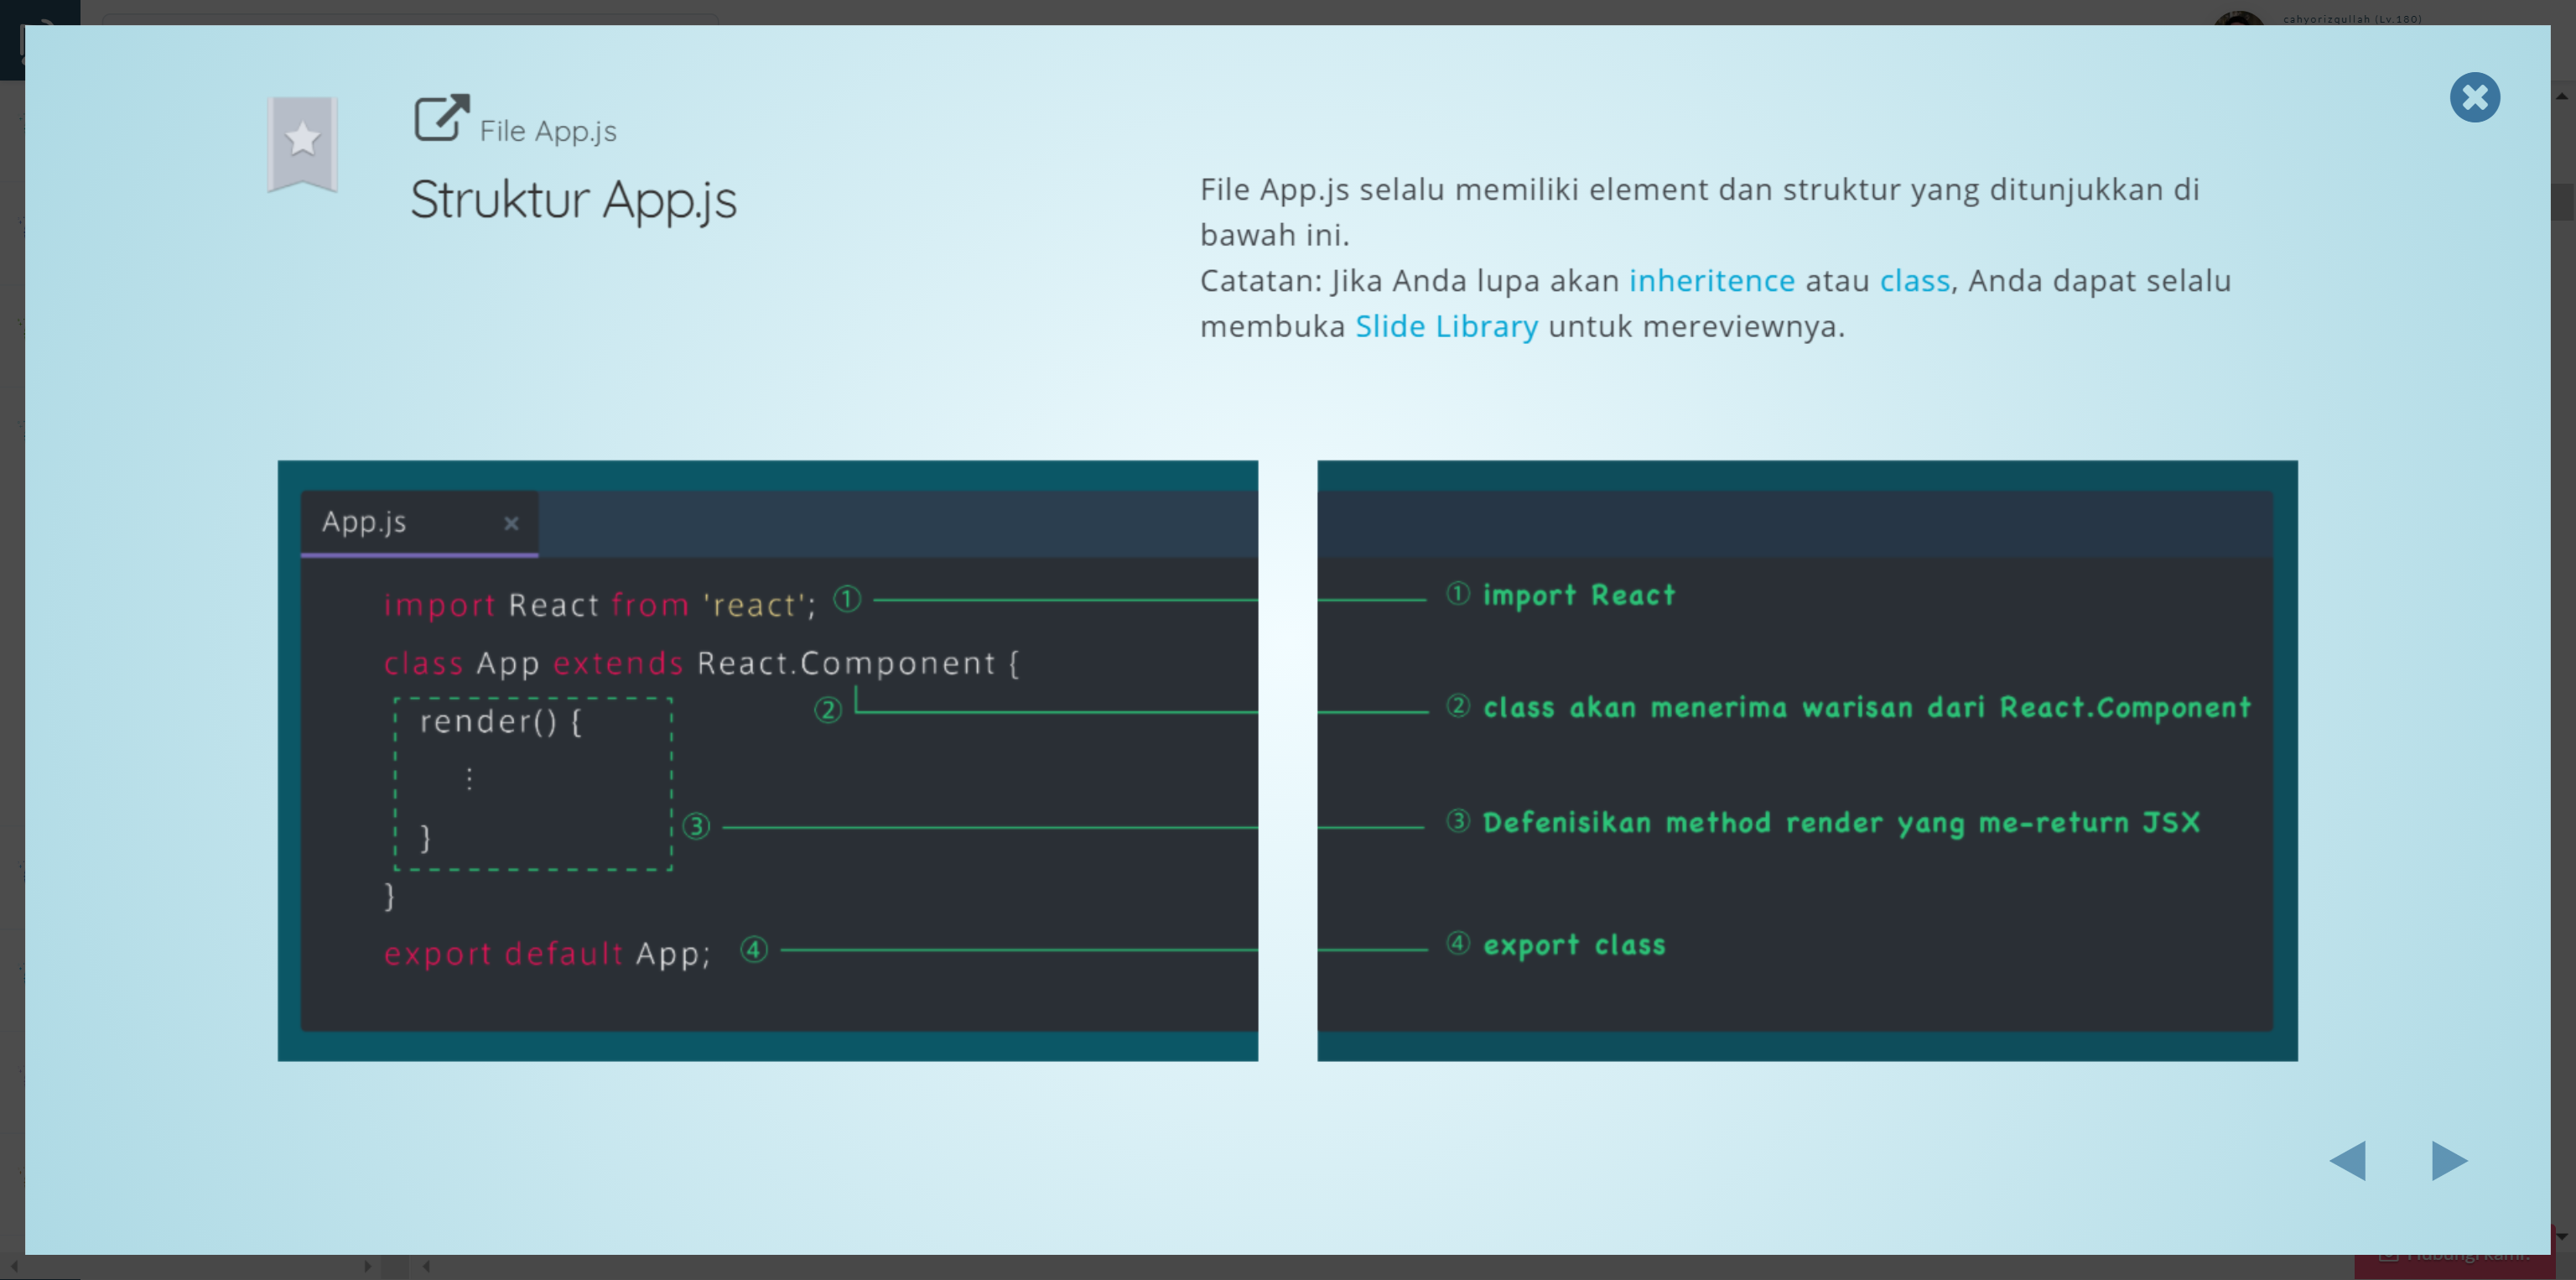 cahyorizqullah (Lv.180)
File App.js
Struktur App.js
File App.js selalu memiliki element dan struktur yang ditunjukkan di
bawah ini.
Catatan: Jika Anda lupa akan inheritence atau class, Anda dapat selalu
membuka Slide Library untuk mereviewnya.
App.js ×
import React from 'react'; ①
class App extends React.Component {
②
render() {
⋮
③
}
}
export default App; ④
① import React
② class akan menerima warisan dari React.Component
③ Defenisikan method render yang me-return JSX
④ export class